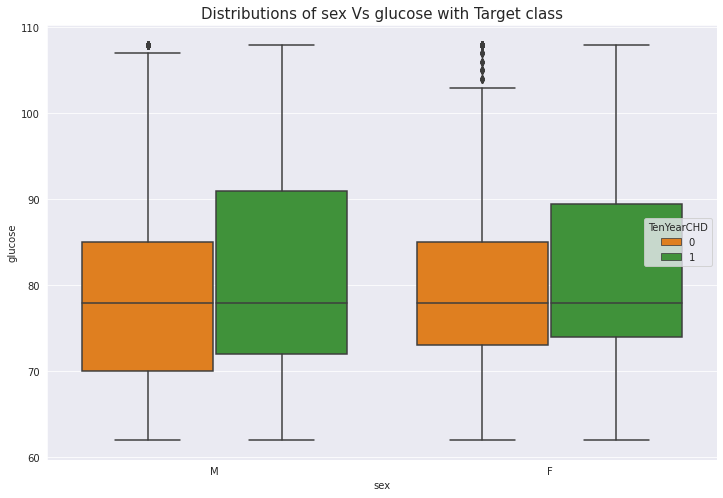 Distributions of sex Vs glucose with Target class
110
100
90
80
70
60
glucose
TenYearCHD
0
1
M
F
sex